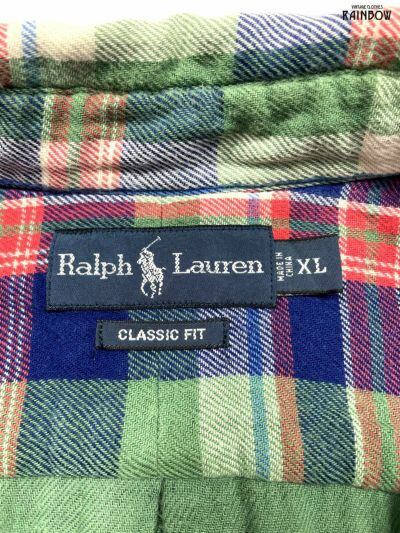 VINTAGE CLOTHES
RAINBOW
Ralph Lauren
MADE IN
CHINA
XL
CLASSIC FIT